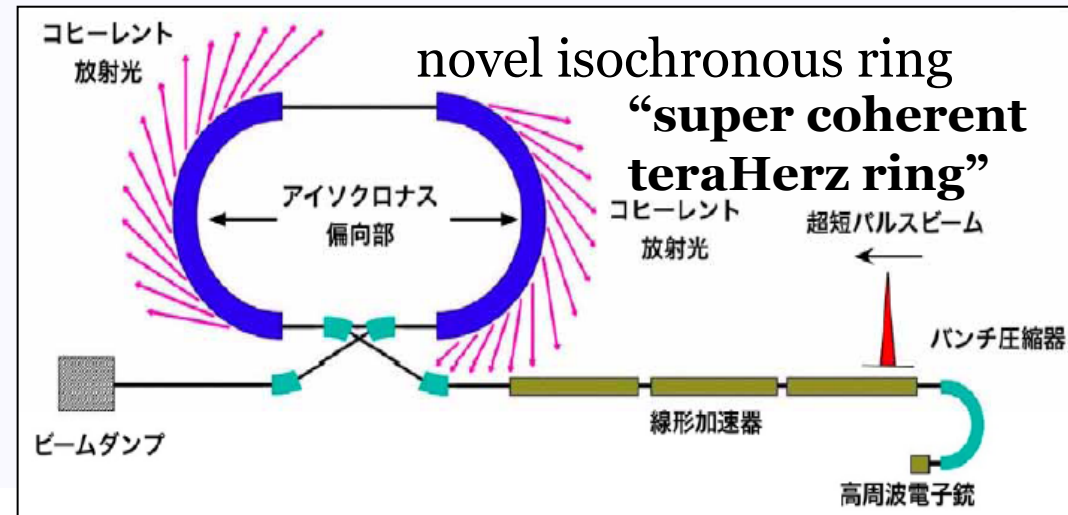 コヒーレント
放射光
novel isochronous ring
“super coherent
teraHerz ring”
アイソクロナス
偏向部
コヒーレント
放射光
超短パルスビーム
バンチ圧縮器
線形加速器
ビームダンプ
高周波電子銃